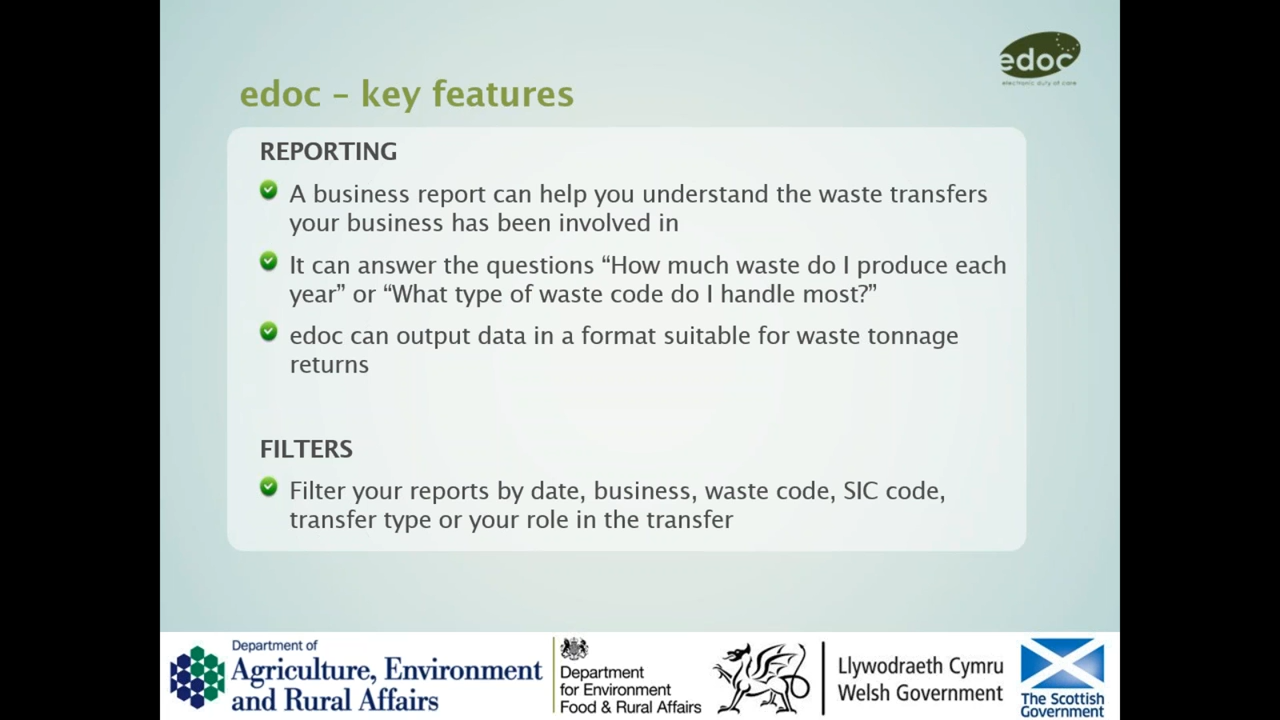 edoc
electronic duty of care
edoc – key features
REPORTING
A business report can help you understand the waste transfers
your business has been involved in
It can answer the questions “How much waste do I produce each
year” or “What type of waste code do I handle most?”
edoc can output data in a format suitable for waste tonnage
returns
FILTERS
Filter your reports by date, business, waste code, SIC code,
transfer type or your role in the transfer
Department of
Agriculture, Environment
and Rural Affairs
Department
for Environment
Food & Rural Affairs
Llywodraeth Cymru
Welsh Government
The Scottish
Government